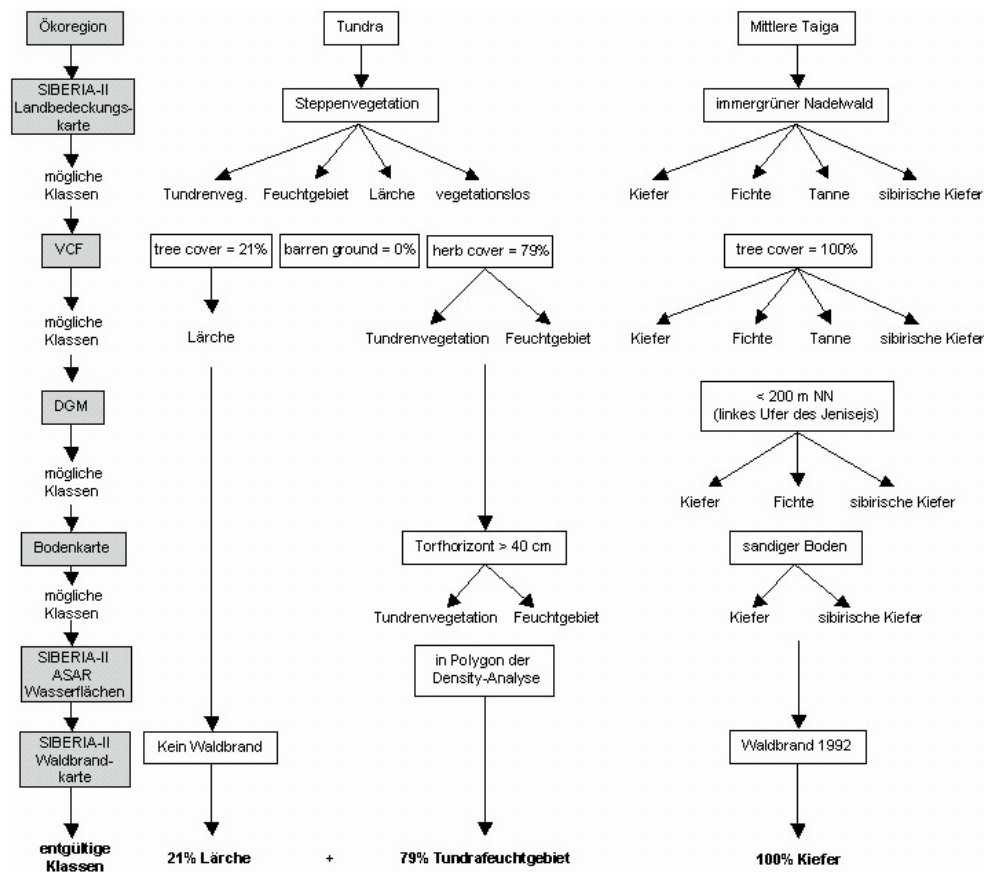 Ökoregion
Tundra
Mittlere Taiga
SIBERIA-II
Landbedeckungs-
karte
Steppenvegetation
immergrüner Nadelwald
mögliche
Klassen
Tundrenveg.
Feuchtgebiet
Lärche
vegetationslos
Kiefer
Fichte
Tanne
sibirische Kiefer
VCF
tree cover = 21%
barren ground = 0%
herb cover = 79%
tree cover = 100%
mögliche
Klassen
Lärche
Tundrenvegetation
Feuchtgebiet
Kiefer
Fichte
Tanne
sibirische Kiefer
DGM
< 200 m NN
(linkes Ufer des Jenisejs)
mögliche
Klassen
Kiefer
Fichte
sibirische Kiefer
Bodenkarte
Torfhorizont > 40 cm
sandiger Boden
mögliche
Klassen
Tundrenvegetation
Feuchtgebiet
Kiefer
sibirische Kiefer
SIBERIA-II
ASAR
Wasserflächen
in Polygon der
Density-Analyse
SIBERIA-II
Waldbrand-
karte
Kein Waldbrand
Waldbrand 1992
entgültige
Klassen
21% Lärche
+
79% Tundrafeuchtgebiet
100% Kiefer